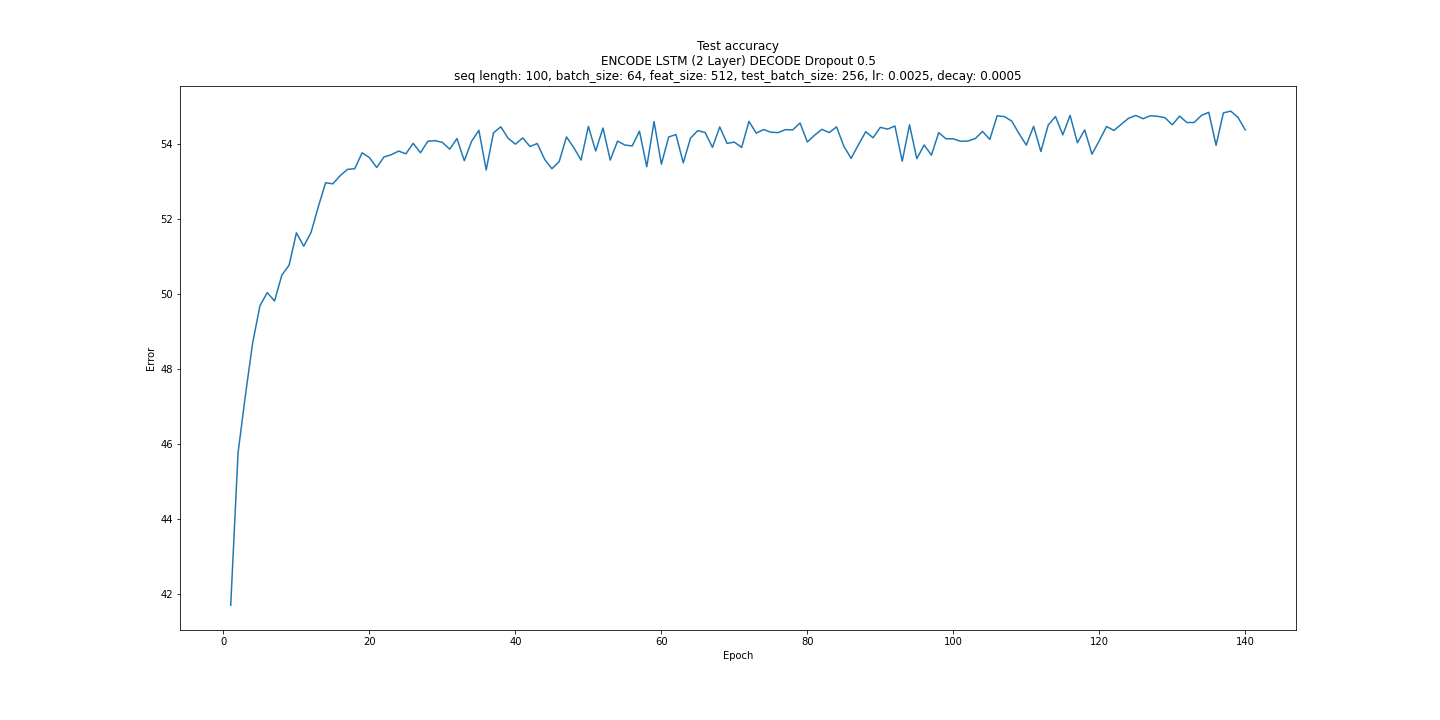 Test accuracy
ENCODE LSTM (2 Layer) DECODE Dropout 0.5
seq length: 100, batch_size: 64, feat_size: 512, test_batch_size: 256, lr: 0.0025, decay: 0.0005
54
52
50
48
46
44
42
Error
0 20 40 60 80 100 120 140
Epoch